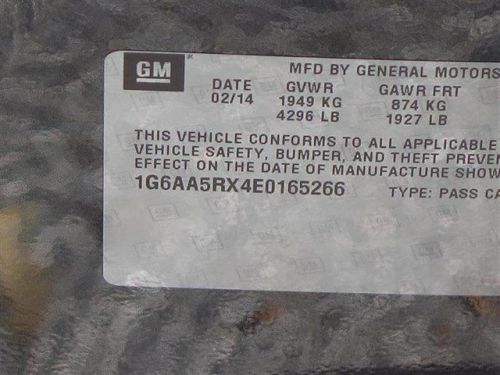 GM MFD BY GENERAL MOTORS
DATE GVWR GAWR FRT
02/14 1949 KG 874 KG
4296 LB 1927 LB
THIS VEHICLE CONFORMS TO ALL APPLICABLE
VEHICLE SAFETY, BUMPER, AND THEFT PREVEN
EFFECT ON THE DATE OF MANUFACTURE SHOW
1G6AA5RX4E0165266 TYPE: PASS CA